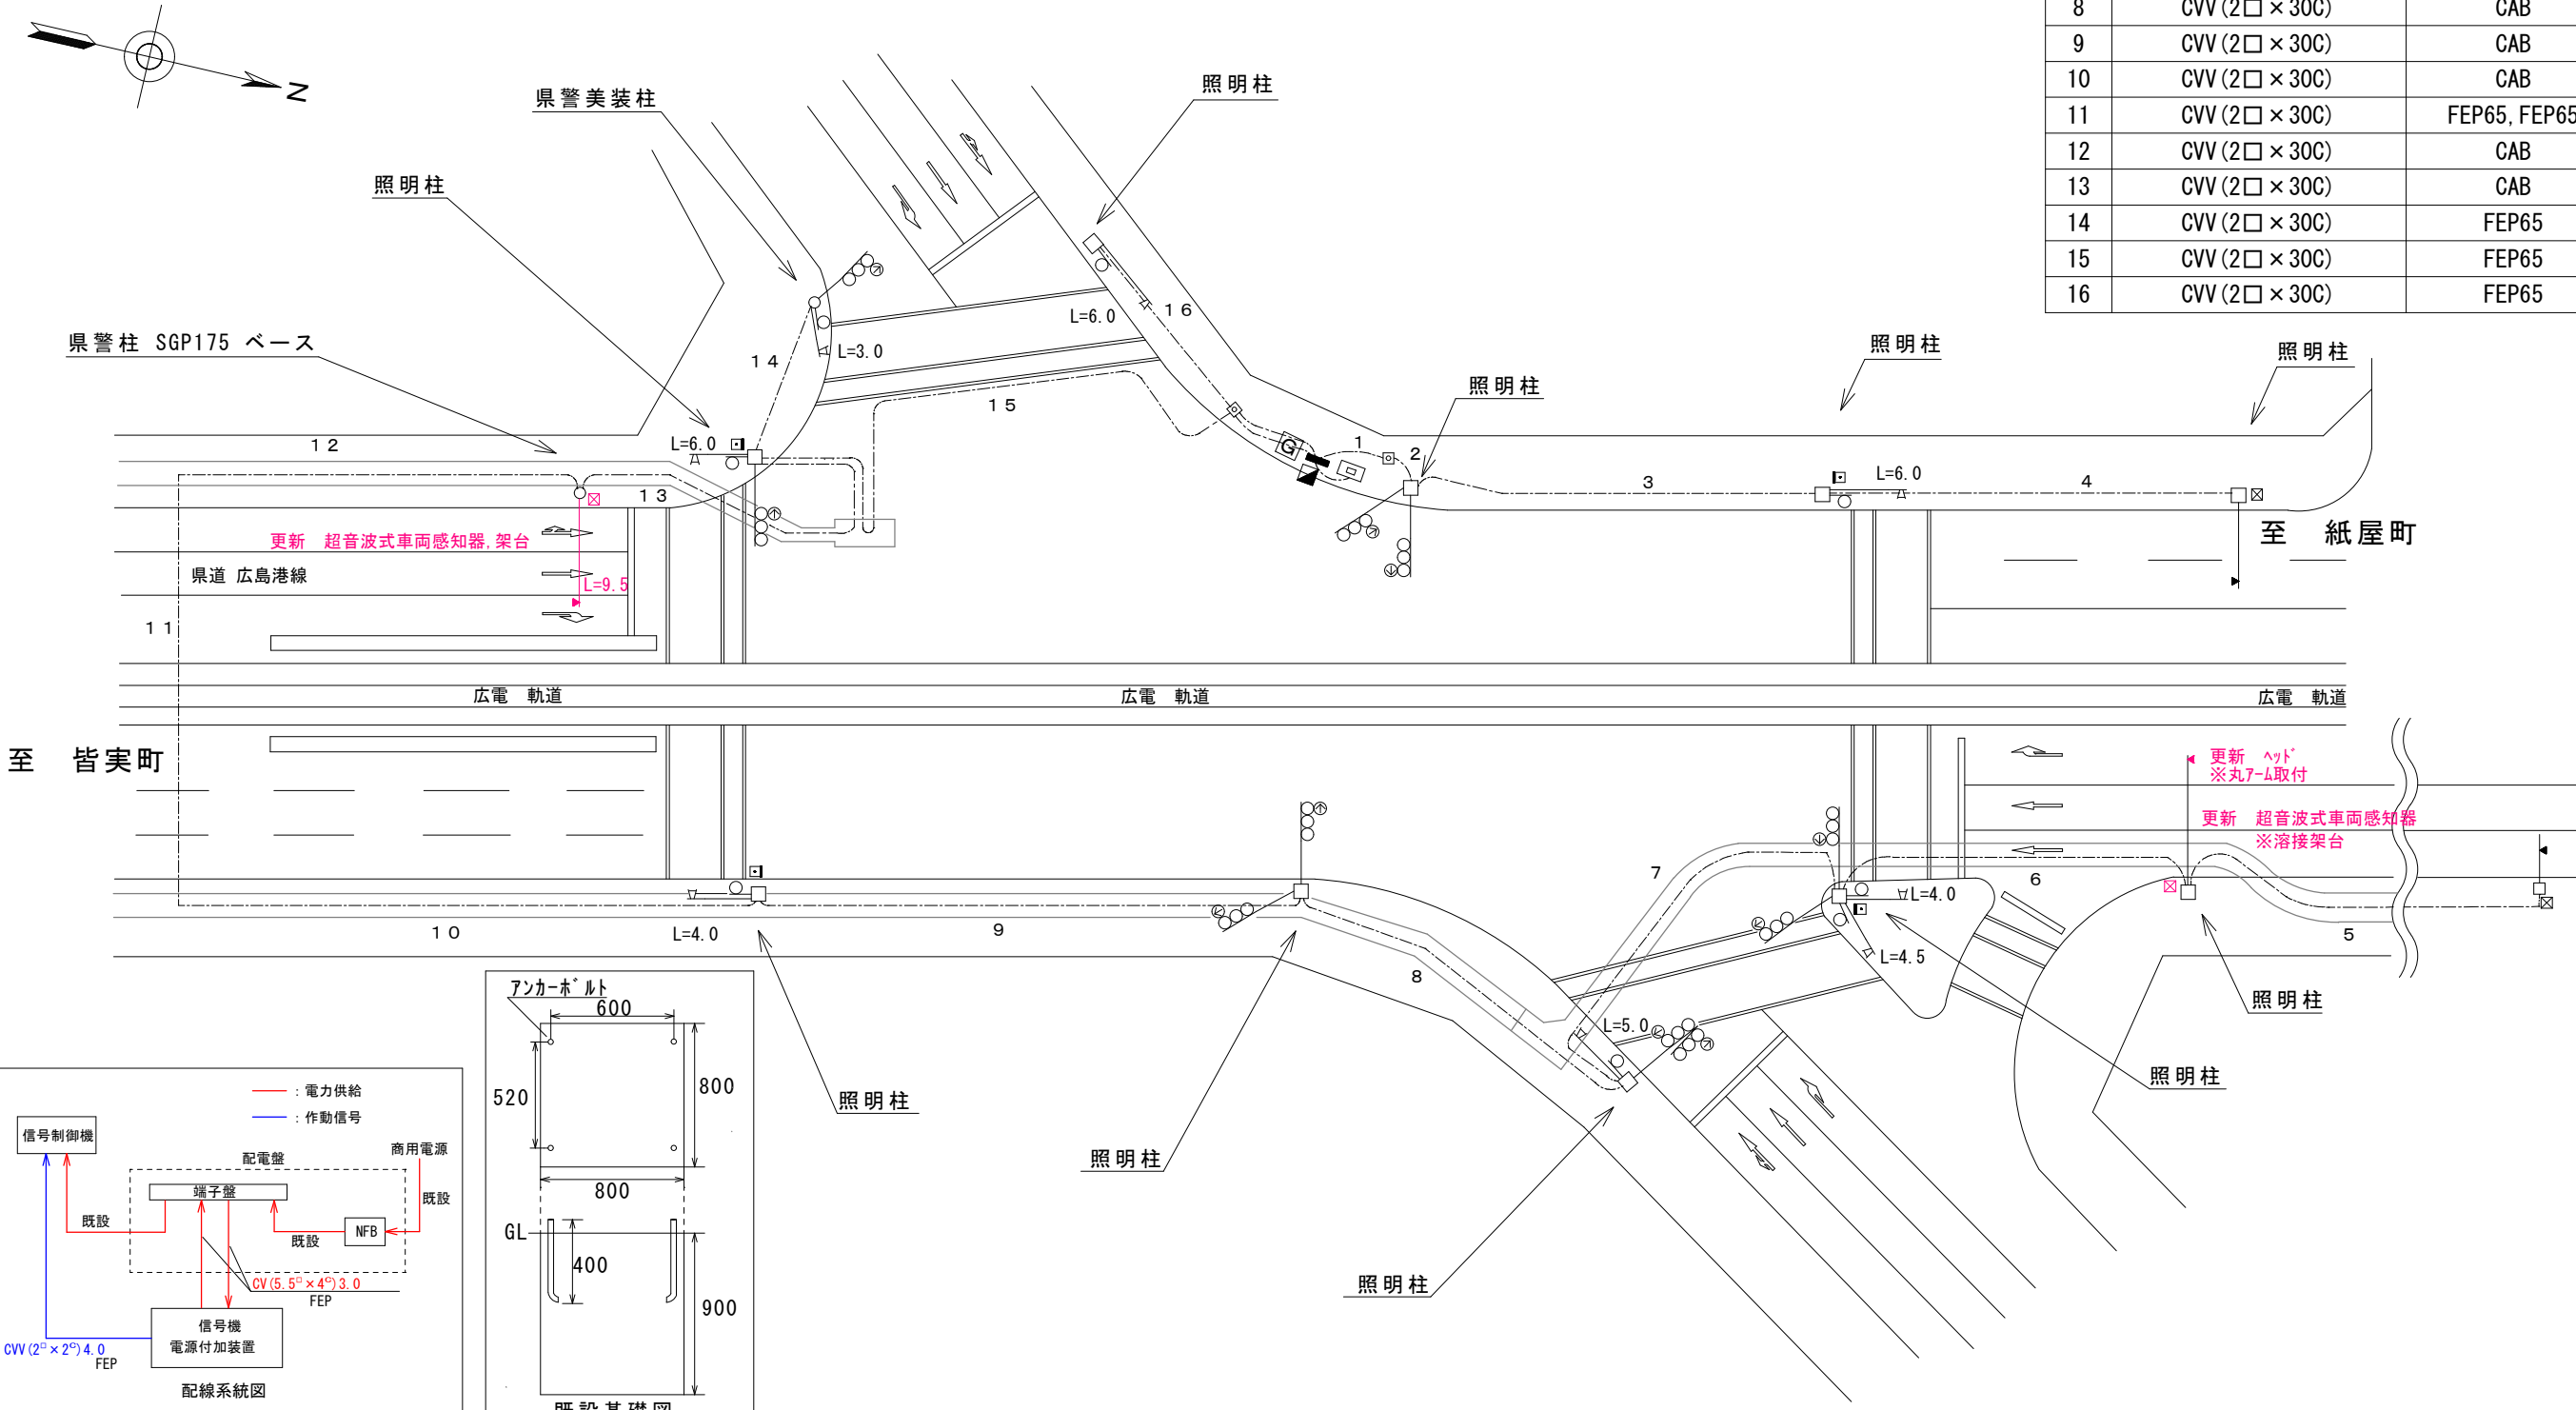 N
県警美装柱
照明柱
照明柱
県警柱 SGP175 ベース
8 CVV(2□×30C) CAB
9 CVV(2□×30C) CAB
10 CVV(2□×30C) CAB
11 CVV(2□×30C) FEP65,FEP65
12 CVV(2□×30C) CAB
13 CVV(2□×30C) CAB
14 CVV(2□×30C) FEP65
15 CVV(2□×30C) FEP65
16 CVV(2□×30C) FEP65
L=6.0
16
L=3.0
14
15
照明柱
照明柱
照明柱
12
L=6.0
13
G
1
2
3
L=6.0
4
至 紙屋町
更新 超音波式車両感知器,架台
県道 広島港線
L=9.5
11
広電 軌道
広電 軌道
広電 軌道
至 皆実町
更新 ヘッド
※丸アーム取付
更新 超音波式車両感知器
※溶接架台
7
6
5
L=4.0
L=4.5
10
L=4.0
9
8
L=5.0
照明柱
照明柱
照明柱
照明柱
照明柱
アンカーボルト
600
520
800
800
GL
400
900
既設基礎図
:電力供給
:作動信号
信号制御機
配電盤
商用電源
端子盤
既設
既設
既設
NFB
CV(5.5□×4C)3.0
FEP
信号機
電源付加装置
CVV(2□×2C)4.0
FEP
配線系統図